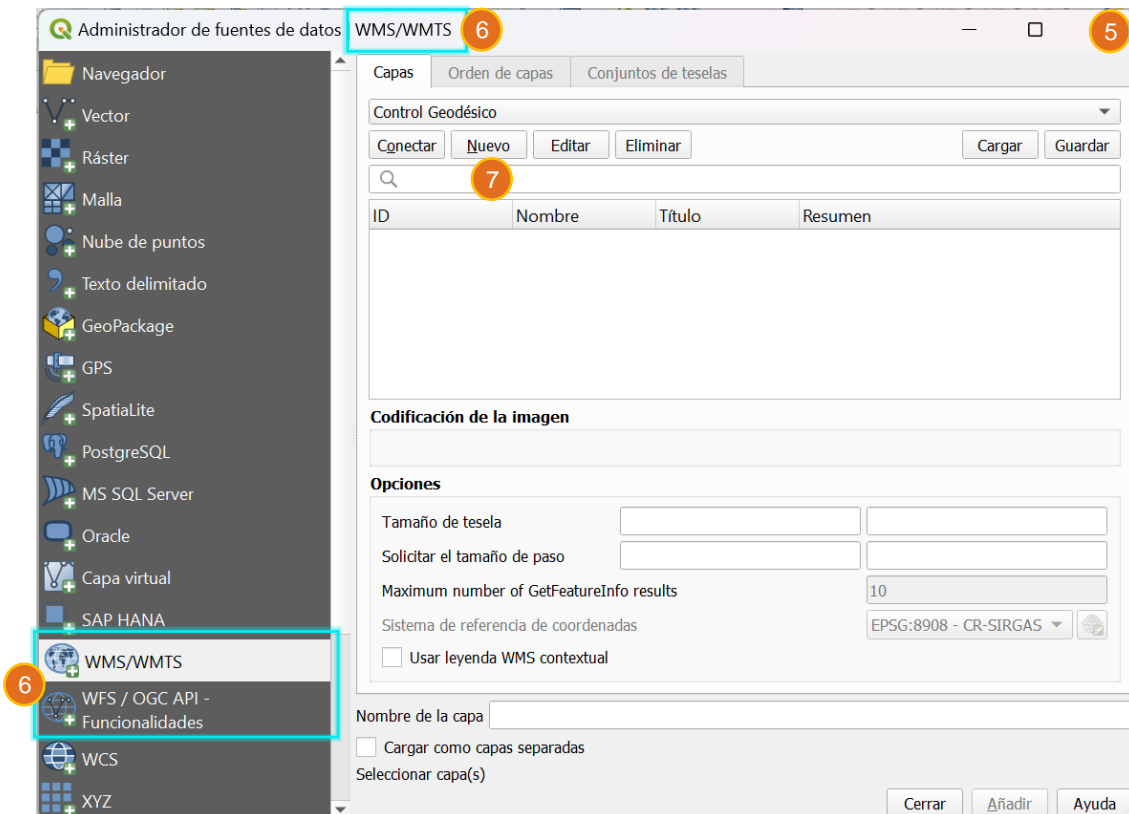 Administrador de fuentes de datos WMS/WMTS 6 5
Navegador
Vector
Ráster
Malla
Nube de puntos
Texto delimitado
GeoPackage
GPS
SpatiaLite
PostgreSQL
MS SQL Server
Oracle
Capa virtual
SAP HANA
WMS/WMTS
6
WFS / OGC API -
Funcionalidades
WCS
XYZ
Capas Orden de capas Conjuntos de teselas
Control Geodésico
Conectar Nuevo Editar Eliminar Cargar Guardar
7
ID Nombre Título Resumen
Codificación de la imagen
Opciones
Tamaño de tesela
Solicitar el tamaño de paso
Maximum number of GetFeatureInfo results 10
Sistema de referencia de coordenadas EPSG:8908 - CR-SIRGAS
Usar leyenda WMS contextual
Nombre de la capa
Cargar como capas separadas
Seleccionar capa(s)
Cerrar Añadir Ayuda